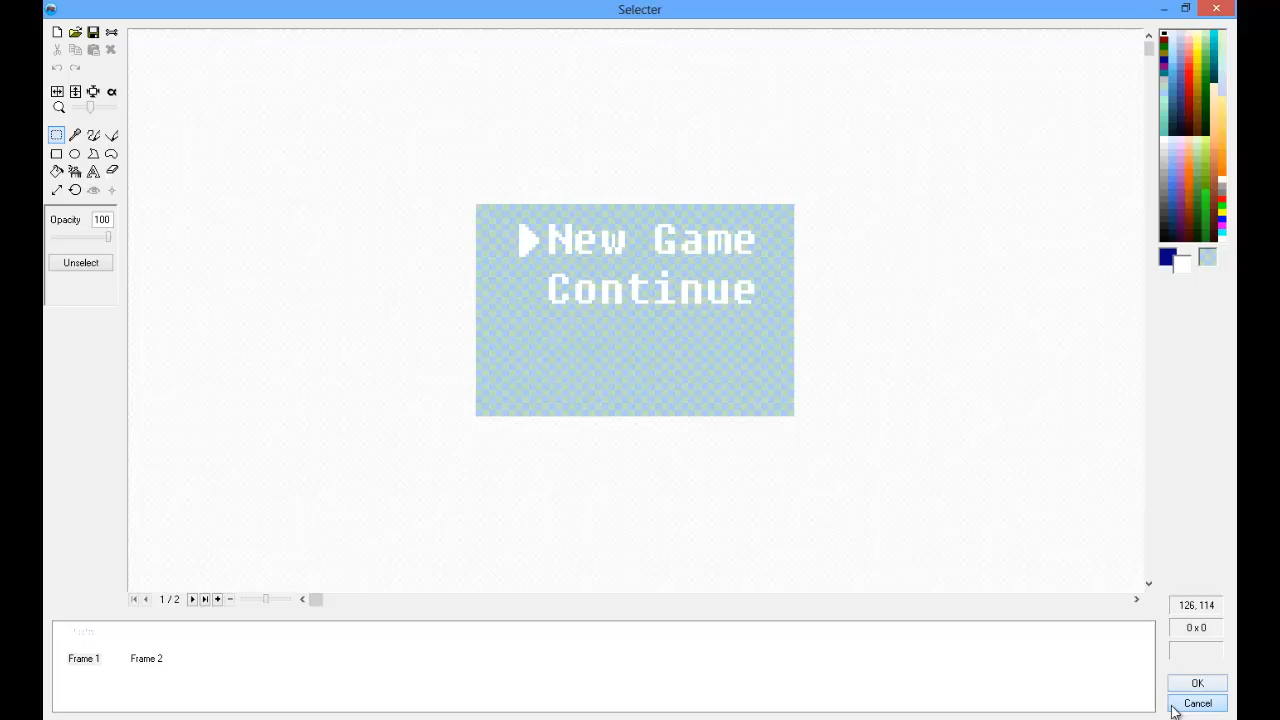 Selecter
α
A
Opacity 100
Unselect
New Game
Continue
1 / 2
126, 114
0 x 0
Frame 1 Frame 2
OK
Cancel